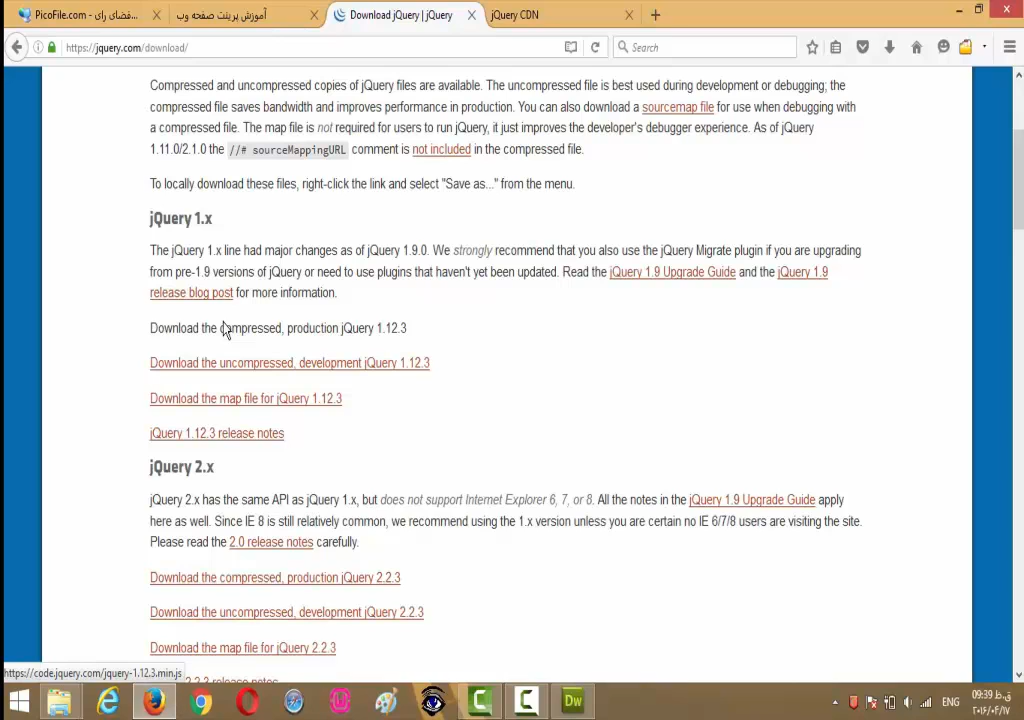 PicoFile.com - فضای رای...
آموزش پرینت صفحه وب
Download jQuery | jQuery
jQuery CDN
https://jquery.com/download/
Search
Compressed and uncompressed copies of jQuery files are available. The uncompressed file is best used during development or debugging; the
compressed file saves bandwidth and improves performance in production. You can also download a sourcemap file for use when debugging with
a compressed file. The map file is not required for users to run jQuery, it just improves the developer's debugger experience. As of jQuery
1.11.0/2.1.0 the //# sourceMappingURL comment is not included in the compressed file.
To locally download these files, right-click the link and select "Save as..." from the menu.
jQuery 1.x
The jQuery 1.x line had major changes as of jQuery 1.9.0. We strongly recommend that you also use the jQuery Migrate plugin if you are upgrading
from pre-1.9 versions of jQuery or need to use plugins that haven't yet been updated. Read the jQuery 1.9 Upgrade Guide and the jQuery 1.9
release blog post for more information.
Download the compressed, production jQuery 1.12.3
Download the uncompressed, development jQuery 1.12.3
Download the map file for jQuery 1.12.3
jQuery 1.12.3 release notes
jQuery 2.x
jQuery 2.x has the same API as jQuery 1.x, but does not support Internet Explorer 6, 7, or 8. All the notes in the jQuery 1.9 Upgrade Guide apply
here as well. Since IE 8 is still relatively common, we recommend using the 1.x version unless you are certain no IE 6/7/8 users are visiting the site.
Please read the 2.0 release notes carefully.
Download the compressed, production jQuery 2.2.3
Download the uncompressed, development jQuery 2.2.3
Download the map file for jQuery 2.2.3
https://code.jquery.com/jquery-1.12.3.min.js
2.2.3 release notes
Dw
ENG
09:39 ق.ظ
۲۰۱۶/۰۴/۱۷